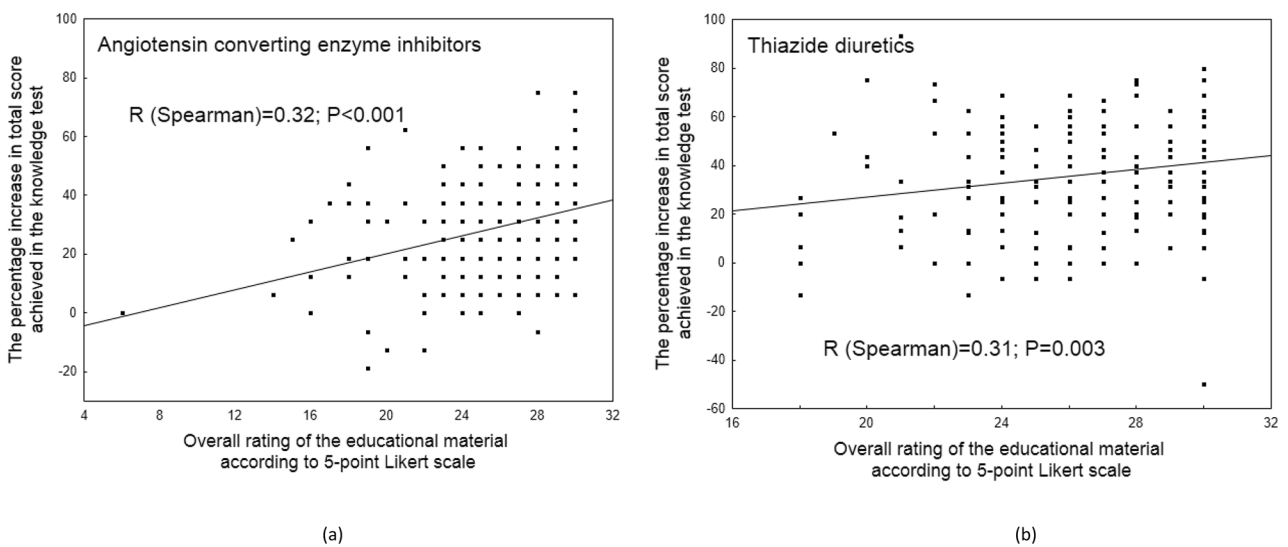 The percentage increase in total score
achieved in the knowledge test
100
80
60
40
20
0
-20
Angiotensin converting enzyme inhibitors
R (Spearman)=0.32; P<0.001
4 8 12 16 20 24 28 32
Overall rating of the educational material
according to 5-point Likert scale
(a)
The percentage increase in total score
achieved in the knowledge test
100
80
60
40
20
0
-20
-40
-60
Thiazide diuretics
R (Spearman)=0.31; P=0.003
16 20 24 28 32
Overall rating of the educational material
according to 5-point Likert scale
(b)